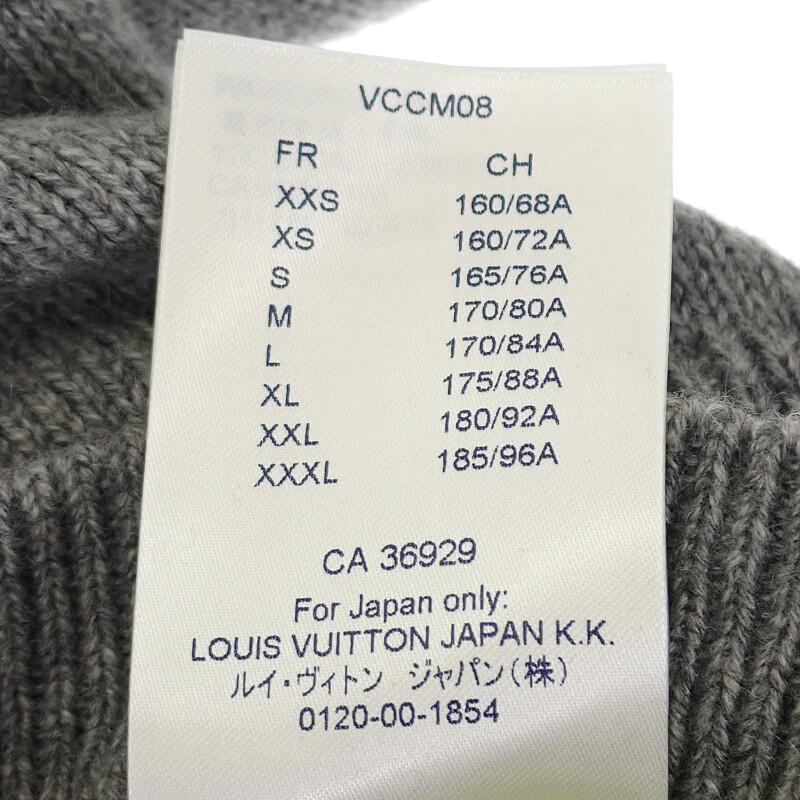 VCCM08
FR CH
XXS 160/68A
XS 160/72A
S 165/76A
M 170/80A
L 170/84A
XL 175/88A
XXL 180/92A
XXXL 185/96A
CA 36929
For Japan only:
LOUIS VUITTON JAPAN K.K.
ルイ・ヴィトン ジャパン(株)
0120-00-1854